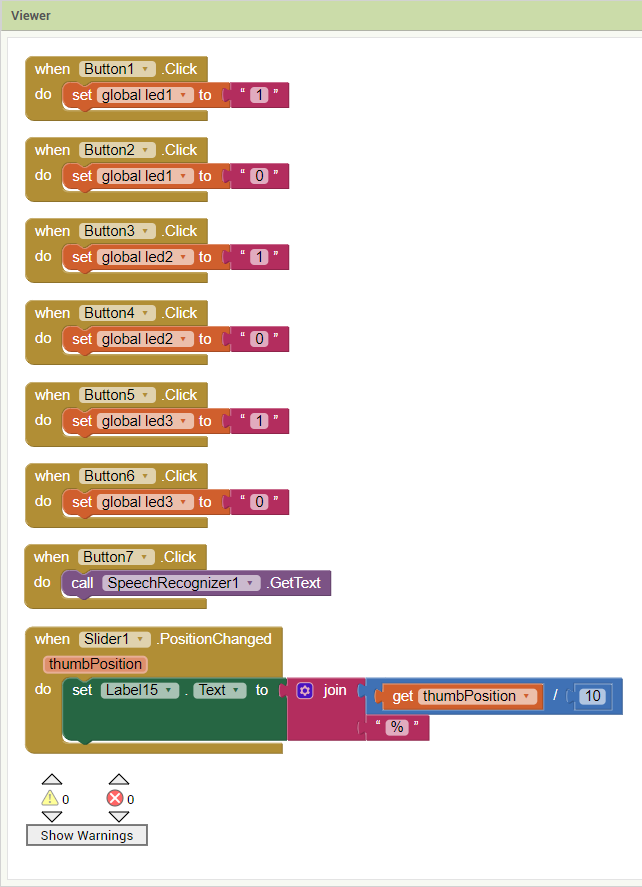 Viewer
when Button1 .Click
do set global led1 to “ 1 ”
when Button2 .Click
do set global led1 to “ 0 ”
when Button3 .Click
do set global led2 to “ 1 ”
when Button4 .Click
do set global led2 to “ 0 ”
when Button5 .Click
do set global led3 to “ 1 ”
when Button6 .Click
do set global led3 to “ 0 ”
when Button7 .Click
do call SpeechRecognizer1 .GetText
when Slider1 .PositionChanged
thumbPosition
do set Label15 . Text to join get thumbPosition / 10
“ % ”
0 0
Show Warnings